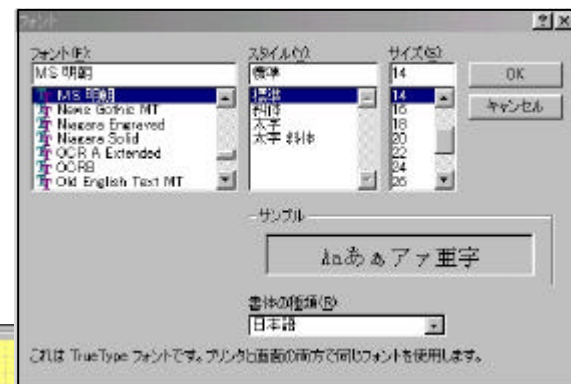 フォント
フォント(F): スタイル(Y): サイズ(S):
MS 明朝 標準 14 OK
MS 明朝 標準 14 キャンセル
News Gothic MT 斜体 16
Niagara Engraved 太字 18
Niagara Solid 太字 斜体 20
OCR A Extended 22
OCRB 24
Old English Text MT 26
サンプル
Aaあぁアァ亜宇
書体の種類(R):
日本語
これは TrueType フォントです。プリンタと画面の両方で同じフォントを使用します。